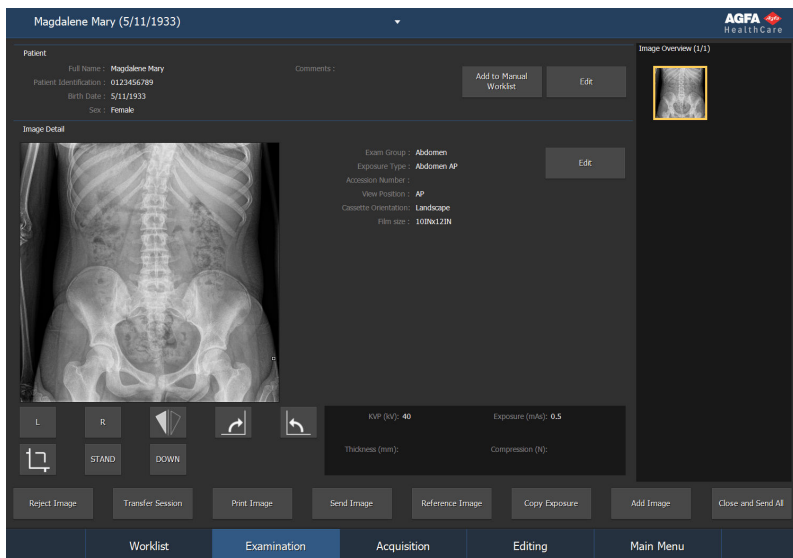 Magdalene Mary (5/11/1933)
AGFA
HealthCare
Patient
Full Name : Magdalene Mary
Comments :
Patient Identification : 0123456789
Birth Date : 5/11/1933
Sex : Female
Add to Manual
Worklist
Edit
Image Overview (1/1)
Image Detail
Exam Group : Abdomen
Exposure Type : Abdomen AP
Accession Number :
View Position : AP
Cassette Orientation: Landscape
Film size : 10INx12IN
Edit
L
R
STAND
DOWN
KVP (kV): 40
Exposure (mAs): 0.5
Thickness (mm):
Compression (N):
Reject Image
Transfer Session
Print Image
Send Image
Reference Image
Copy Exposure
Add Image
Close and Send All
Worklist
Examination
Acquisition
Editing
Main Menu